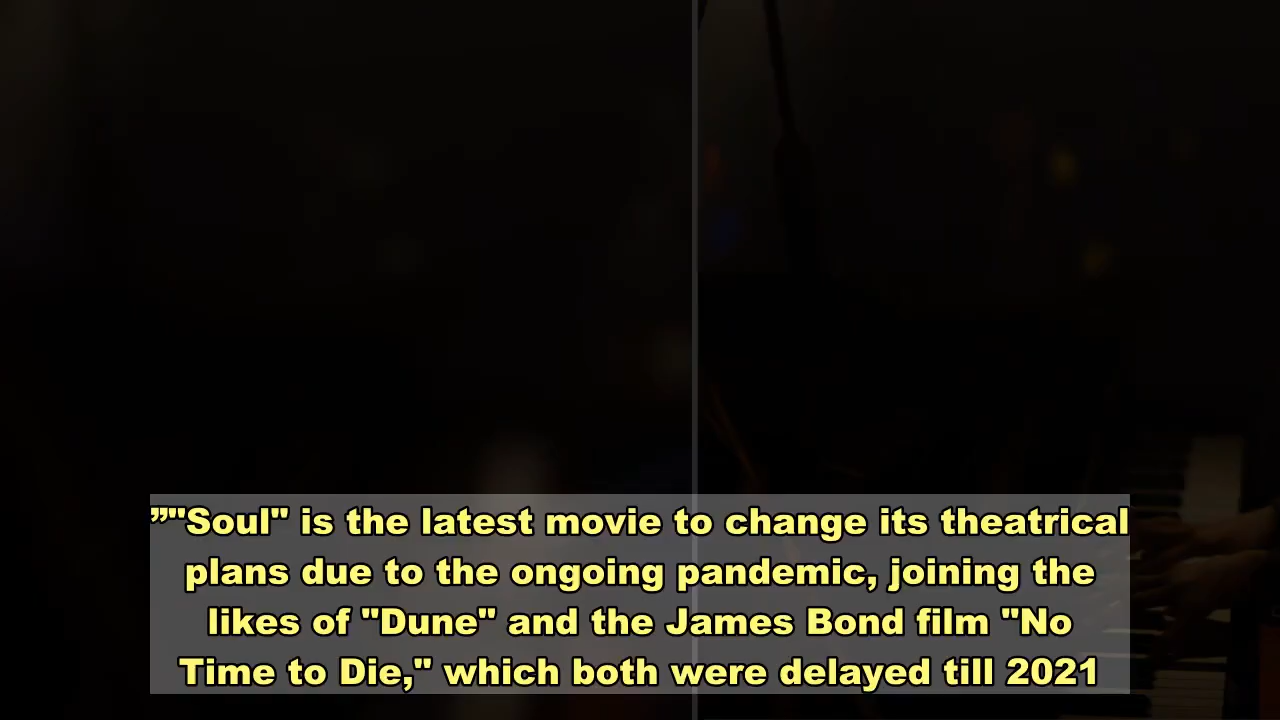 ”"Soul" is the latest movie to change its theatrical
plans due to the ongoing pandemic, joining the
likes of "Dune" and the James Bond film "No
Time to Die," which both were delayed till 2021